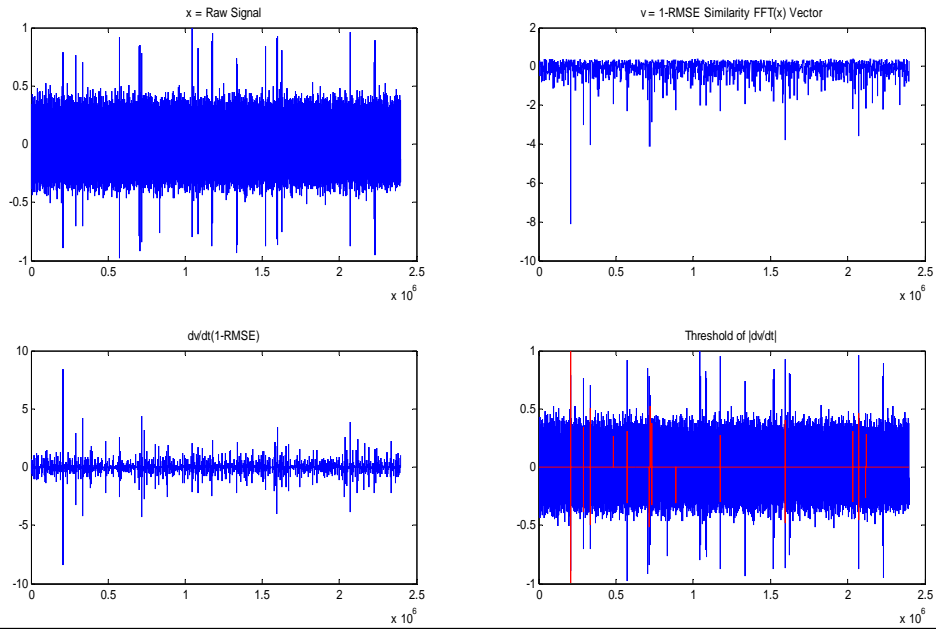 x = Raw Signal
1
0.5
0
-0.5
-1
0 0.5 1 1.5 2 2.5
x 10^6
v = 1-RMSE Similarity FFT(x) Vector
2
0
-2
-4
-6
-8
-10
0 0.5 1 1.5 2 2.5
x 10^6
dv/dt(1-RMSE)
10
5
0
-5
-10
0 0.5 1 1.5 2 2.5
x 10^6
Threshold of |dv/dt|
1
0.5
0
-0.5
-1
0 0.5 1 1.5 2 2.5
x 10^6